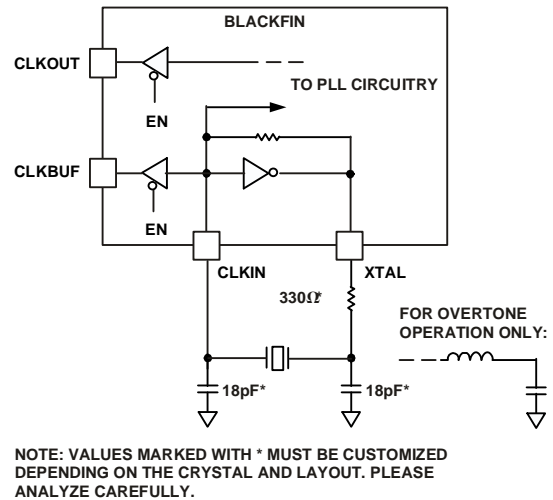 BLACKFIN
CLKOUT
TO PLL CIRCUITRY
EN
CLKBUF
EN
CLKIN
XTAL
330Ω*
FOR OVERTONE
OPERATION ONLY:
18pF*
18pF*
NOTE: VALUES MARKED WITH * MUST BE CUSTOMIZED
DEPENDING ON THE CRYSTAL AND LAYOUT. PLEASE
ANALYZE CAREFULLY.